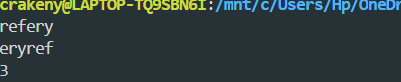 crakeny@LAPTOP-TQ9SBN6I:/mnt/c/Users/Hp/OneDr
refery
eryref
3